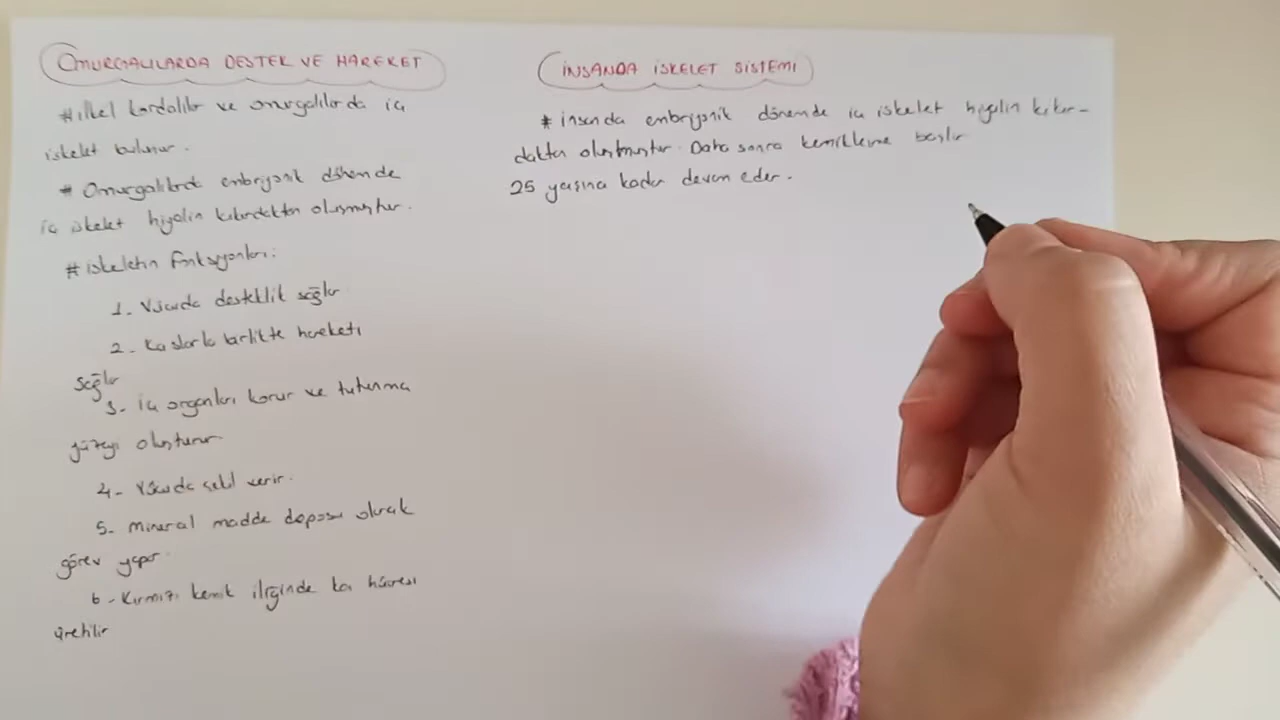 OMURGALILARDA DESTEK VE HAREKET
#ilkel kordalılar ve omurgalılarda iç
iskelet bulunur.
# Omurgalılarda embriyonik dönemde
iç iskelet hiyalin kıkırdaktan oluşmuştur.
#iskeletin fonksiyonları:
1- Vücuda desteklik sağlar
2- Kaslarla birlikte hareketi
sağlar
3- iç organları korur ve tutunma
yüzeyi oluşturur
4- Vücuda şekil verir.
5- Mineral madde deposu olarak
görev yapar.
6- Kırmızı kemik iliğinde kan hücresi
üretilir
İNSANDA İSKELET SİSTEMİ
# insanda embriyonik dönemde iç iskelet hiyalin kıkır-
daktan oluşmuştur. Daha sonra kemikleşme başlar
25 yaşına kadar devam eder.